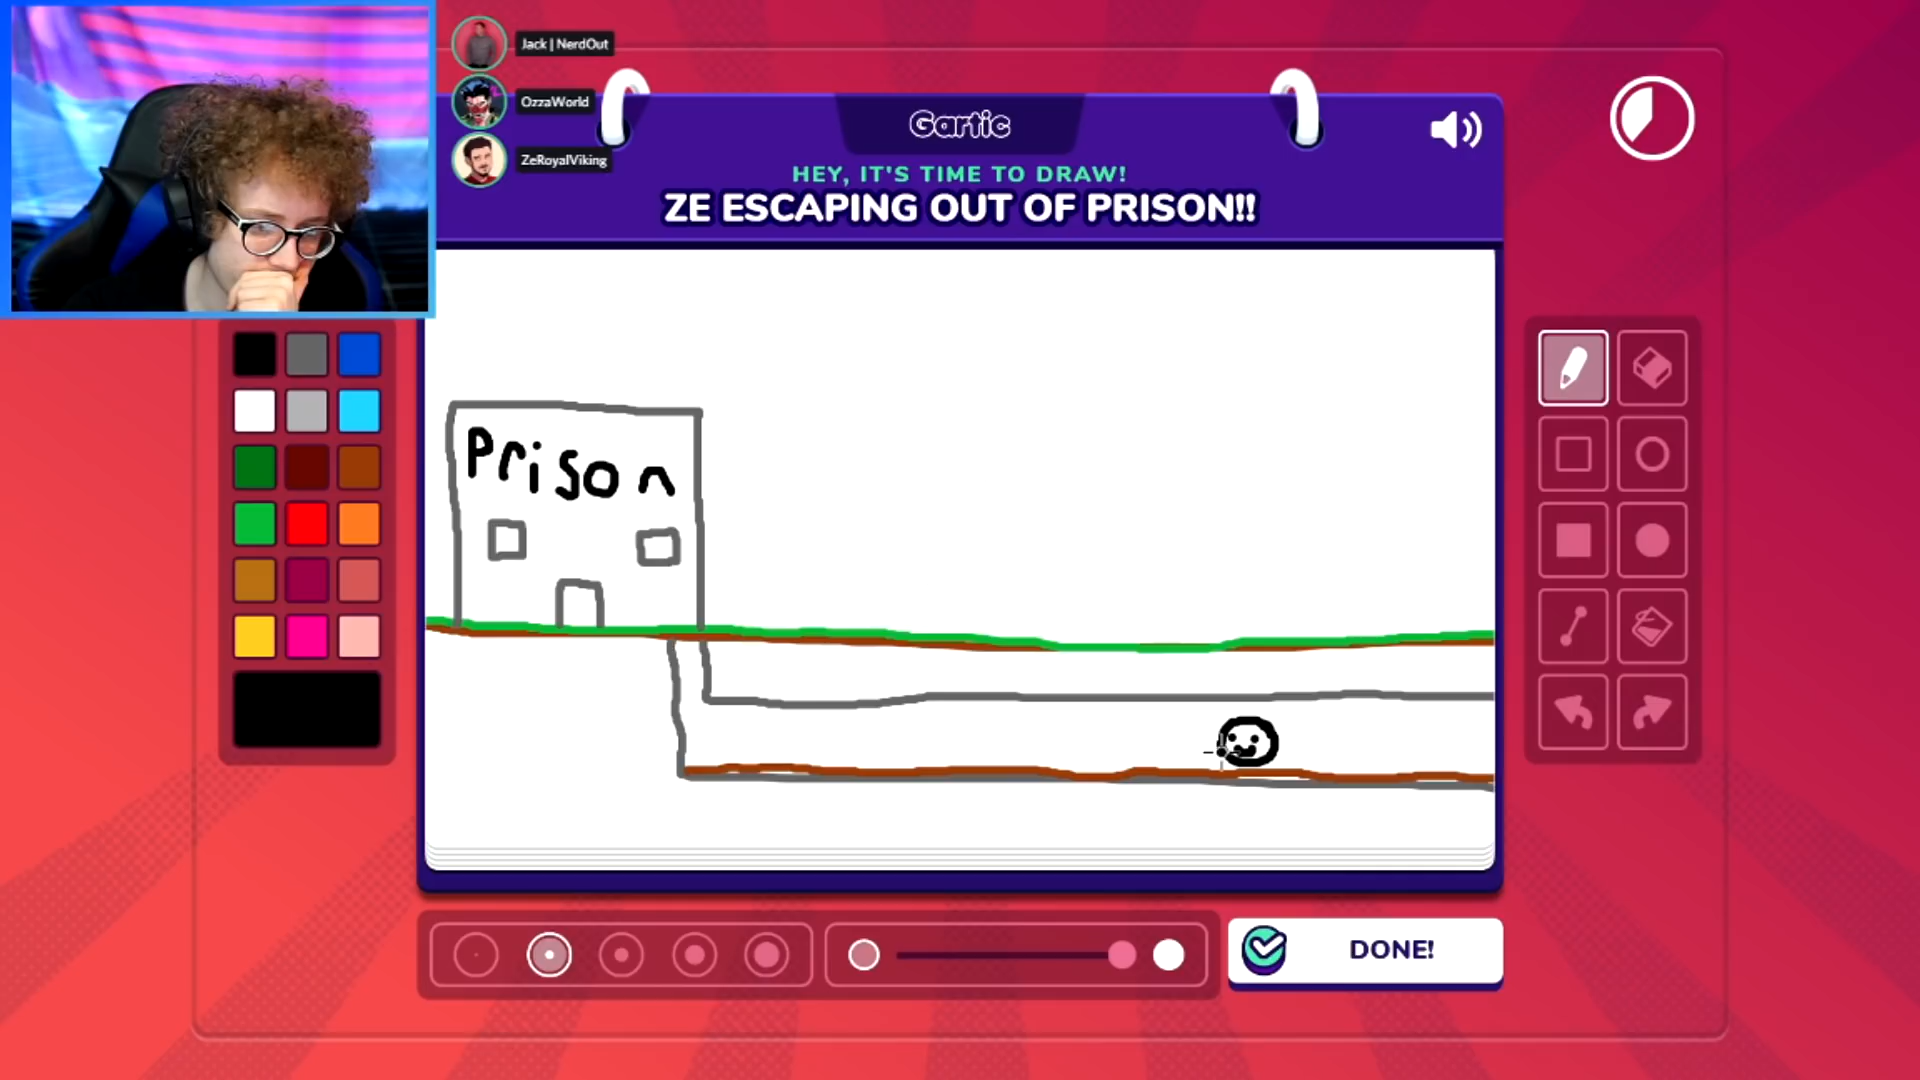 Jack | NerdOut
OzzaWorld
ZeRoyalViking
Gartic
HEY, IT'S TIME TO DRAW!
ZE ESCAPING OUT OF PRISON!!
Prison
DONE!